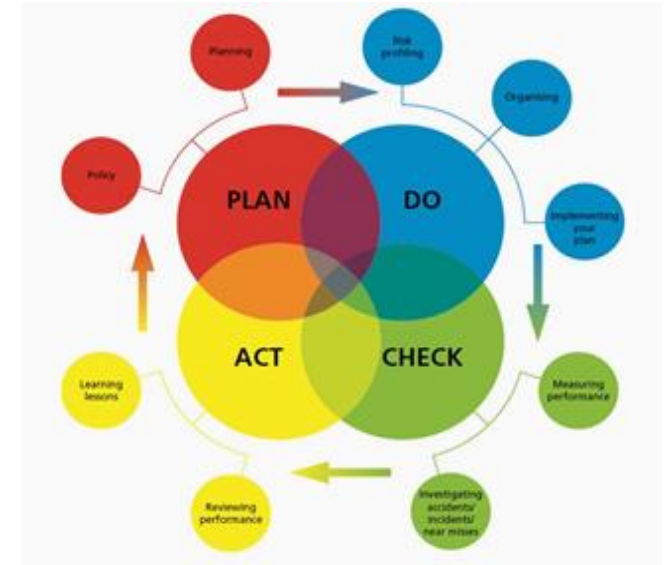 Planning
Risk
profiling
Organising
Policy
PLAN
DO
Implementing
your
plan
ACT
CHECK
Learning
lessons
Measuring
performance
Reviewing
performance
Investigating
accidents/
incidents/
near misses